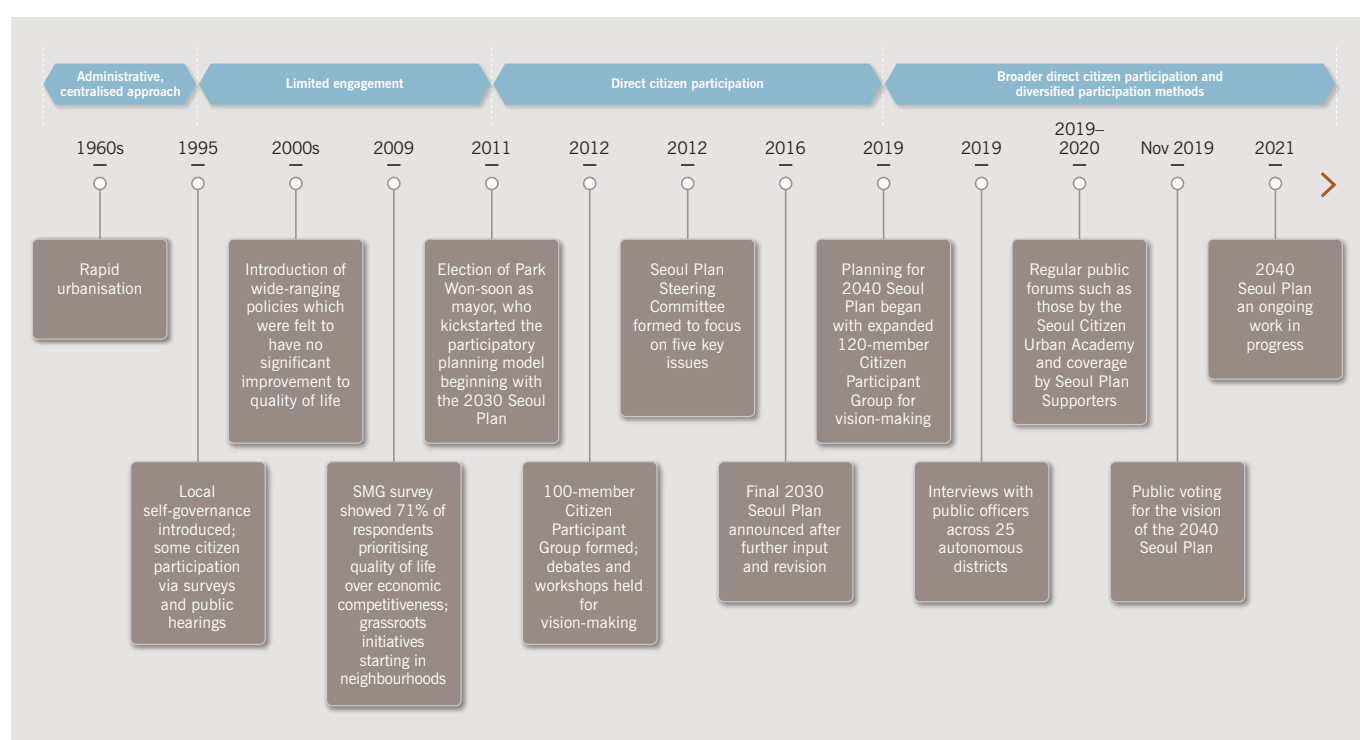 Administrative,
centralised approach
Limited engagement
Direct citizen participation
Broader direct citizen participation and
diversified participation methods
1960s
1995
2000s
2009
2011
2012
2012
2016
2019
2019
2019–
2020
Nov 2019
2021
Rapid
urbanisation
Introduction of
wide-ranging
policies which
were felt to
have no
significant
improvement to
quality of life
Election of Park
Won-soon as
mayor, who
kickstarted the
participatory
planning model
beginning with
the 2030 Seoul
Plan
Seoul Plan
Steering
Committee
formed to focus
on five key
issues
Planning for
2040 Seoul
Plan began
with expanded
120-member
Citizen
Participant
Group for
vision-making
Regular public
forums such as
those by the
Seoul Citizen
Urban Academy
and coverage
by Seoul Plan
Supporters
2040
Seoul Plan
an ongoing
work in
progress
Local
self-governance
introduced;
some citizen
participation
via surveys
and public
hearings
SMG survey
showed 71% of
respondents
prioritising
quality of life
over economic
competitiveness;
grassroots
initiatives
starting in
neighbourhoods
100-member
Citizen
Participant
Group formed;
debates and
workshops held
for
vision-making
Final 2030
Seoul Plan
announced after
further input
and revision
Interviews with
public officers
across 25
autonomous
districts
Public voting
for the vision
of the 2040
Seoul Plan